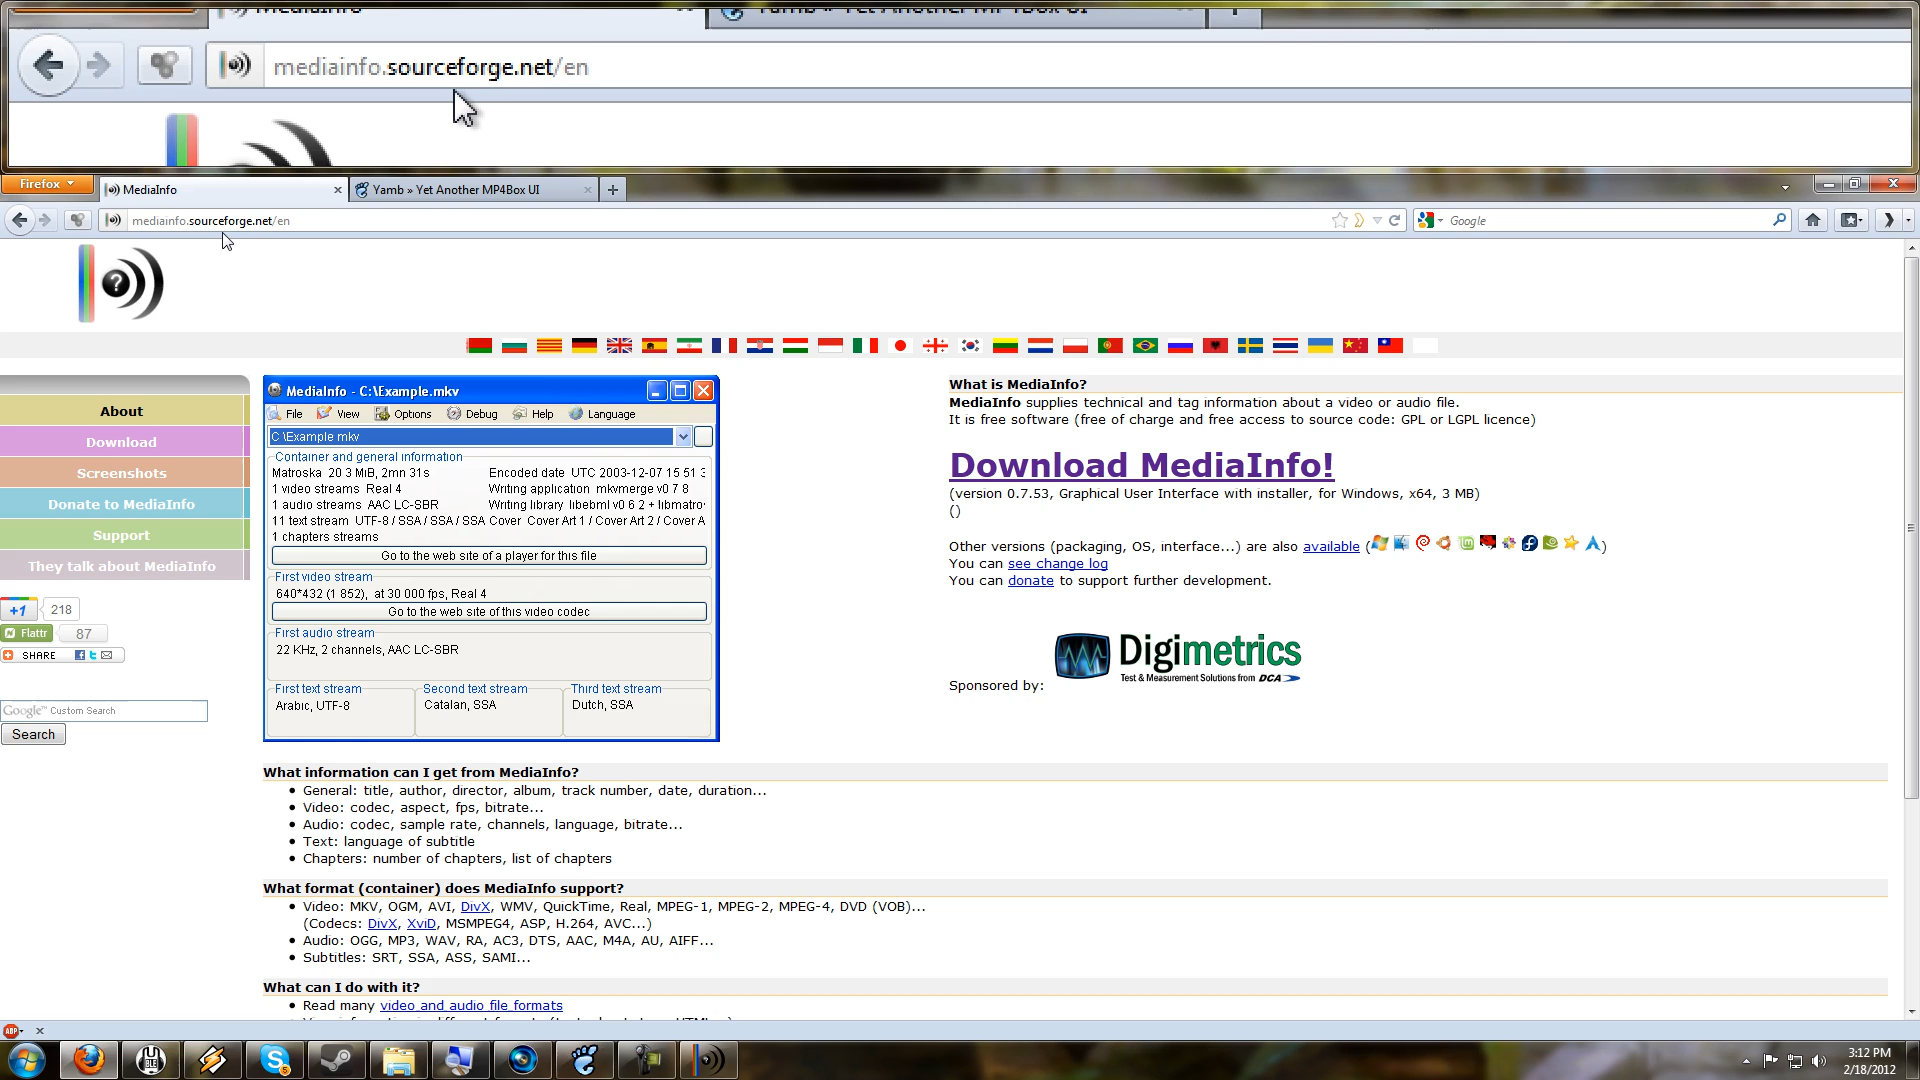 mediainfo.sourceforge.net/en
Firefox
MediaInfo
Yamb » Yet Another MP4Box UI
mediainfo.sourceforge.net/en
Google
About
Download
Screenshots
Donate to MediaInfo
Support
They talk about MediaInfo
+1 218
Flattr 87
SHARE
Google™ Custom Search
Search
MediaInfo - C:\Example.mkv
File View Options Debug Help Language
C:\Example.mkv
Container and general information
Matroska: 20.3 MiB, 2mn 31s
Encoded date: UTC 2003-12-07 15:51:3
1 video streams: Real 4
Writing application: mkvmerge v0.7.8
1 audio streams: AAC LC-SBR
Writing library: libebml v0.6.2 + libmatro
11 text stream: UTF-8 / SSA / SSA / SSA
Cover: Cover Art 1 / Cover Art 2 / Cover A
1 chapters streams
Go to the web site of a player for this file
First video stream
640*432 (1.852), at 30.000 fps, Real 4
Go to the web site of this video codec
First audio stream
22 KHz, 2 channels, AAC LC-SBR
First text stream
Arabic, UTF-8
Second text stream
Catalan, SSA
Third text stream
Dutch, SSA
What is MediaInfo?
MediaInfo supplies technical and tag information about a video or audio file.
It is free software (free of charge and free access to source code: GPL or LGPL licence)
Download MediaInfo!
(version 0.7.53, Graphical User Interface with installer, for Windows, x64, 3 MB)
()
Other versions (packaging, OS, interface...) are also available ( )
You can see change log
You can donate to support further development.
Sponsored by:
Digimetrics
Test & Measurement Solutions from DCA
What information can I get from MediaInfo?
General: title, author, director, album, track number, date, duration...
Video: codec, aspect, fps, bitrate...
Audio: codec, sample rate, channels, language, bitrate...
Text: language of subtitle
Chapters: number of chapters, list of chapters
What format (container) does MediaInfo support?
Video: MKV, OGM, AVI, DivX, WMV, QuickTime, Real, MPEG-1, MPEG-2, MPEG-4, DVD (VOB)...
(Codecs: DivX, XviD, MSMPEG4, ASP, H.264, AVC...)
Audio: OGG, MP3, WAV, RA, AC3, DTS, AAC, M4A, AU, AIFF...
Subtitles: SRT, SSA, ASS, SAMI...
What can I do with it?
Read many video and audio file formats
ABP
3:12 PM
2/18/2012